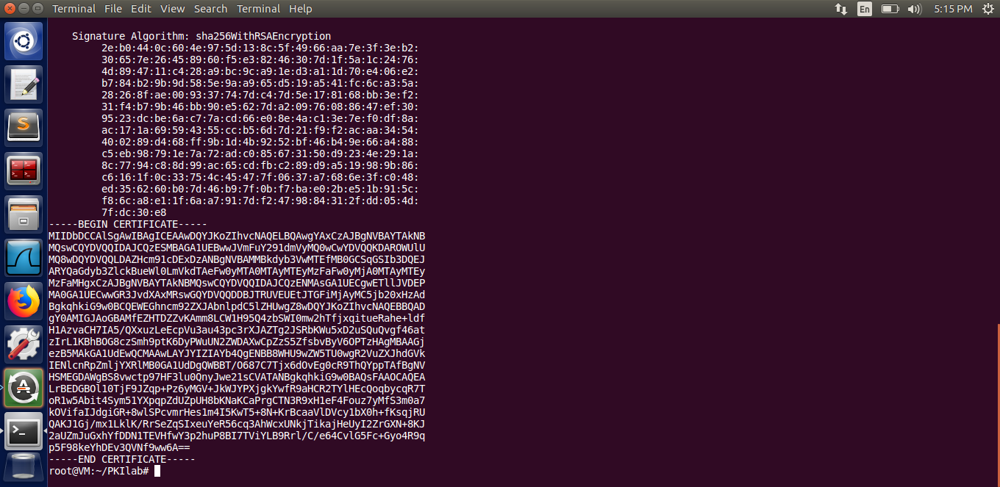 Terminal File Edit View Search Terminal Help En 5:15 PM
Signature Algorithm: sha256WithRSAEncryption
2e:b0:44:0c:60:4e:97:5d:13:8c:5f:49:66:aa:7e:3f:3e:b2:
30:65:7e:26:45:89:60:f5:e3:82:46:30:7d:1f:5a:1c:24:76:
4d:89:47:11:c4:28:a9:bc:9c:a9:1e:d3:a1:1d:70:e4:06:e2:
b7:84:b2:9b:9d:58:5e:9a:a9:65:d5:19:a5:41:fc:6c:a3:5a:
28:26:8f:ae:00:93:37:74:7d:c4:7d:5e:17:81:68:bb:3e:f2:
31:f4:b7:9b:46:bb:90:e5:62:7d:a2:09:76:08:86:47:ef:30:
95:23:dc:be:6a:c7:7a:cd:66:e0:8e:4a:c1:3e:7e:f0:df:8a:
ac:17:1a:69:59:43:55:cc:b5:6d:7d:21:f9:f2:ac:aa:34:54:
40:02:89:d4:68:ff:9b:1d:4b:92:52:bf:46:b4:9e:66:a4:88:
c5:eb:98:79:1e:7a:72:ad:c0:85:67:31:50:d9:23:4e:29:1a:
8c:77:94:c8:8d:99:ac:65:cd:fb:c2:89:d9:a5:19:98:9b:86:
c6:16:1f:0c:33:75:4c:45:47:7f:06:37:a7:68:6e:3f:c0:48:
ed:35:62:60:b0:7d:46:b9:7f:0b:f7:ba:e0:2b:e5:1b:91:5c:
f8:6c:a8:e1:1f:6a:a7:91:7d:f2:47:98:84:31:2f:dd:05:4d:
7f:dc:30:e8
-----BEGIN CERTIFICATE-----
MIIDbDCCAlSgAwIBAgICEAAwDQYJKoZIhvcNAQELBQAwgYAxCzAJBgNVBAYTAkNB
MQswCQYDVQQIDAJCQzESMBAGA1UEBwwJVmFuY291dmVyMQ0wCwYDVQQKDAROWUlU
MQ8wDQYDVQQLDAZHcm91cDExDzANBgNVBAMMBkdyb3VwMTEfMB0GCSqGSIb3DQEJ
ARYQaGdyb3ZlckBueWl0LmVkdTAeFw0yMTA0MTAyMTEyMzFaFw0yMjA0MTAyMTEy
MzFaMHgxCzAJBgNVBAYTAkNBMQswCQYDVQQIDAJCQzENMAsGA1UECgwETllJVDEP
MA0GA1UECwwGR3JvdXAxMRswGQYDVQQDDBJTRUVEUEtJTGFiMjAyMC5jb20xHzAd
BgkqhkiG9w0BCQEWEGhncm92ZXJAbnlpdC5lZHUwgZ8wDQYJKoZIhvcNAQEBBQAD
gY0AMIGJAoGBAMfEZHTDZZvKAmm8LCW1H95Q4zbSWI0mw2hTfjxqitueRahe+ldf
H1AzvaCH7IA5/QXxuzLeEcpVu3au43pc3rXJAZTg2JSRbKWu5xD2uSQuQvgf46at
zIrL1KBhBOG8czSmh9ptK6DyPWuUN2ZWDAXwCpZzS5ZfsbvByV6OPTzHAgMBAAGj
ezB5MAkGA1UdEwQCMAAwLAYJYIZIAYb4QgENBB8WHU9wZW5TU0wgR2VuZXJhdGVk
IENlcnRpZmljYXRlMB0GA1UdDgQWBBT/O687C7Tjx6dOvEg0cR9ThQYppTAfBgNV
HSMEGDAWgBS8vwctp97HF3lu0QnyJwe21sCVATANBgkqhkiG9w0BAQsFAAOCAQEA
LrBEDGBOl10TjF9JZqp+Pz6yMGV+JkWJYPXjgkYwfR9aHCR2TYlHEcQoqbycqR7T
oR1w5Abit4Sym51YXpqpZdUZpUH8bKNaKCaPrgCTN3R9xH1eF4Fouz7yMfS3m0a7
kOVifaIJdgiGR+8wlSPcvmrHes1m4I5KwT5+8N+KrBcaaVlDVcy1bX0h+fKsqjRU
QAKJ1Gj/mx1LklK/RrSeZqSIxeuYeR56cq3AhWcxUNkjTikajHeUyI2ZrGXN+8KJ
2aUZmJuGxhYfDDN1TEVHfwY3p2huP8BI7TViYLB9Rrl/C/e64CvlG5Fc+Gyo4R9q
p5F98keYhDEv3QVNf9ww6A==
-----END CERTIFICATE-----
root@VM:~/PKIlab#